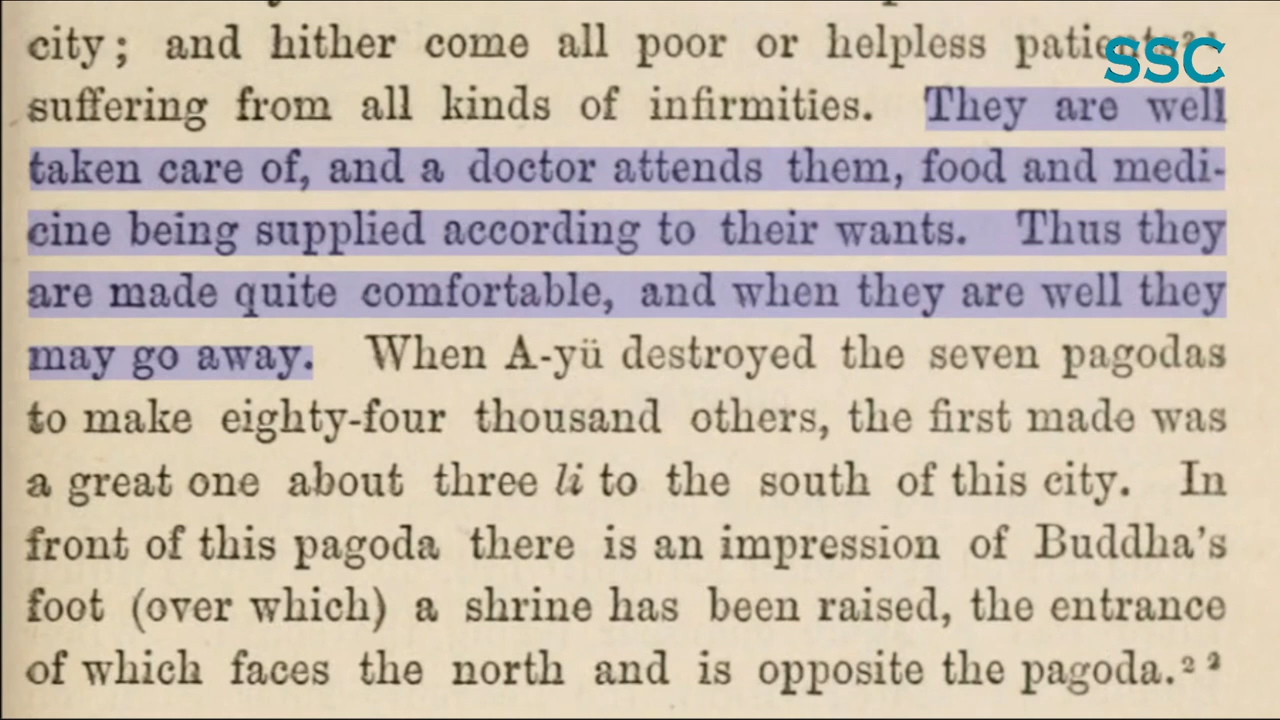 city; and hither come all poor or helpless patients
SSC
suffering from all kinds of infirmities. They are well
taken care of, and a doctor attends them, food and medi-
cine being supplied according to their wants. Thus they
are made quite comfortable, and when they are well they
may go away. When A-yü destroyed the seven pagodas
to make eighty-four thousand others, the first made was
a great one about three li to the south of this city. In
front of this pagoda there is an impression of Buddha's
foot (over which) a shrine has been raised, the entrance
of which faces the north and is opposite the pagoda.²²